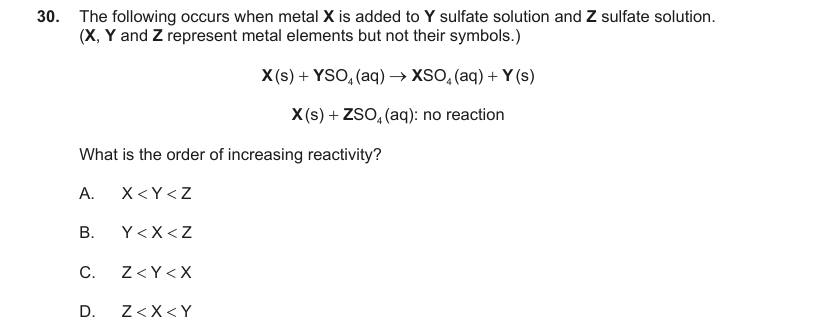 30. The following occurs when metal X is added to Y sulfate solution and Z sulfate solution.
(X, Y and Z represent metal elements but not their symbols.)
X(s) + YSO₄(aq) → XSO₄(aq) + Y(s)
X(s) + ZSO₄(aq): no reaction
What is the order of increasing reactivity?
A. X < Y < Z
B. Y < X < Z
C. Z < Y < X
D. Z < X < Y